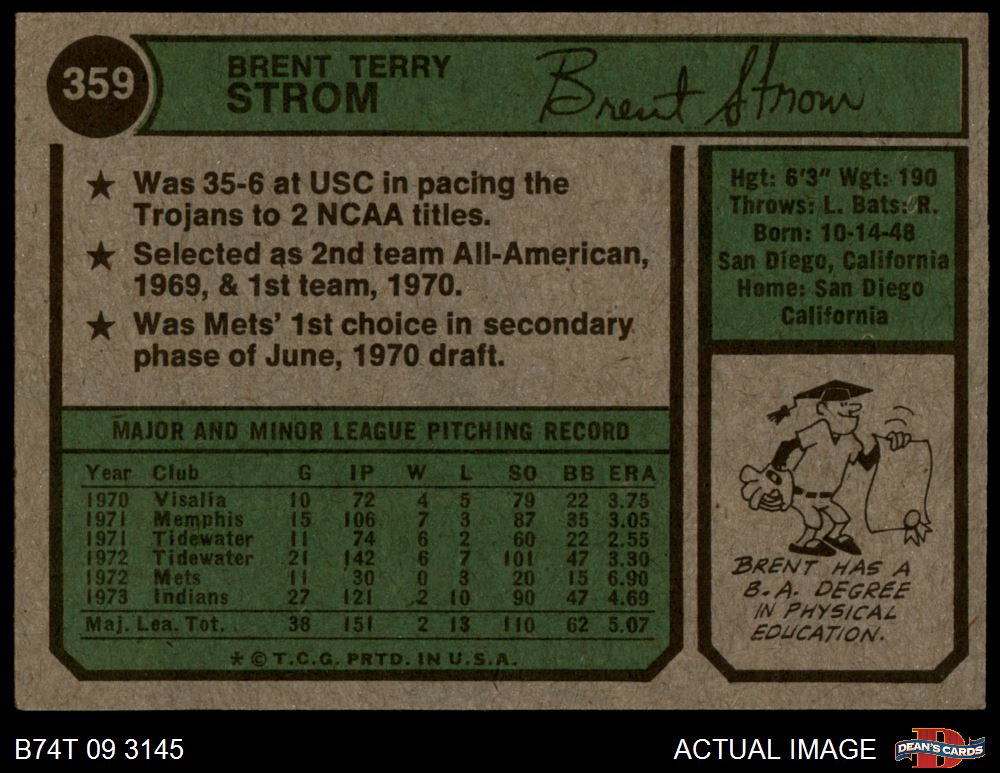 359
BRENT TERRY
STROM
Brent Strom
★ Was 35-6 at USC in pacing the
Trojans to 2 NCAA titles.
★ Selected as 2nd team All-American,
1969, & 1st team, 1970.
★ Was Mets' 1st choice in secondary
phase of June, 1970 draft.
MAJOR AND MINOR LEAGUE PITCHING RECORD
Year Club G IP W L SO BB ERA
1970 Visalia 10 72 4 5 79 22 3.75
1971 Memphis 15 106 7 3 87 35 3.05
1971 Tidewater 11 74 6 2 60 22 2.55
1972 Tidewater 21 142 6 7 101 47 3.30
1972 Mets 11 30 0 3 20 15 6.90
1973 Indians 27 121 2 10 90 47 4.69
Maj. Lea. Tot. 38 151 2 13 110 62 5.07
* © T.C.G. PRTD. IN U.S.A.
Hgt: 6'3" Wgt: 190
Throws: L. Bats: R.
Born: 10-14-48
San Diego, California
Home: San Diego
California
BRENT HAS A
B.A. DEGREE
IN PHYSICAL
EDUCATION.
B74T 09 3145
ACTUAL IMAGE
D
DEAN'S CARDS